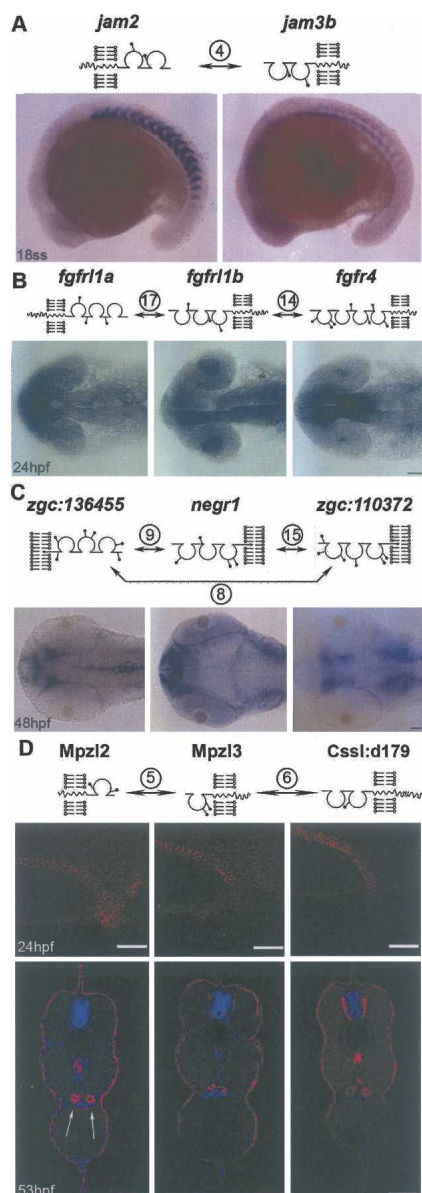 A
jam2 jam3b
4
18ss
B
fgfrl1a fgfrl1b fgfr4
17 14
24hpf
C
zgc:136455 negr1 zgc:110372
9 15
8
48hpf
D
Mpzl2 Mpzl3 Cssl:d179
5 6
24hpf
53hpf